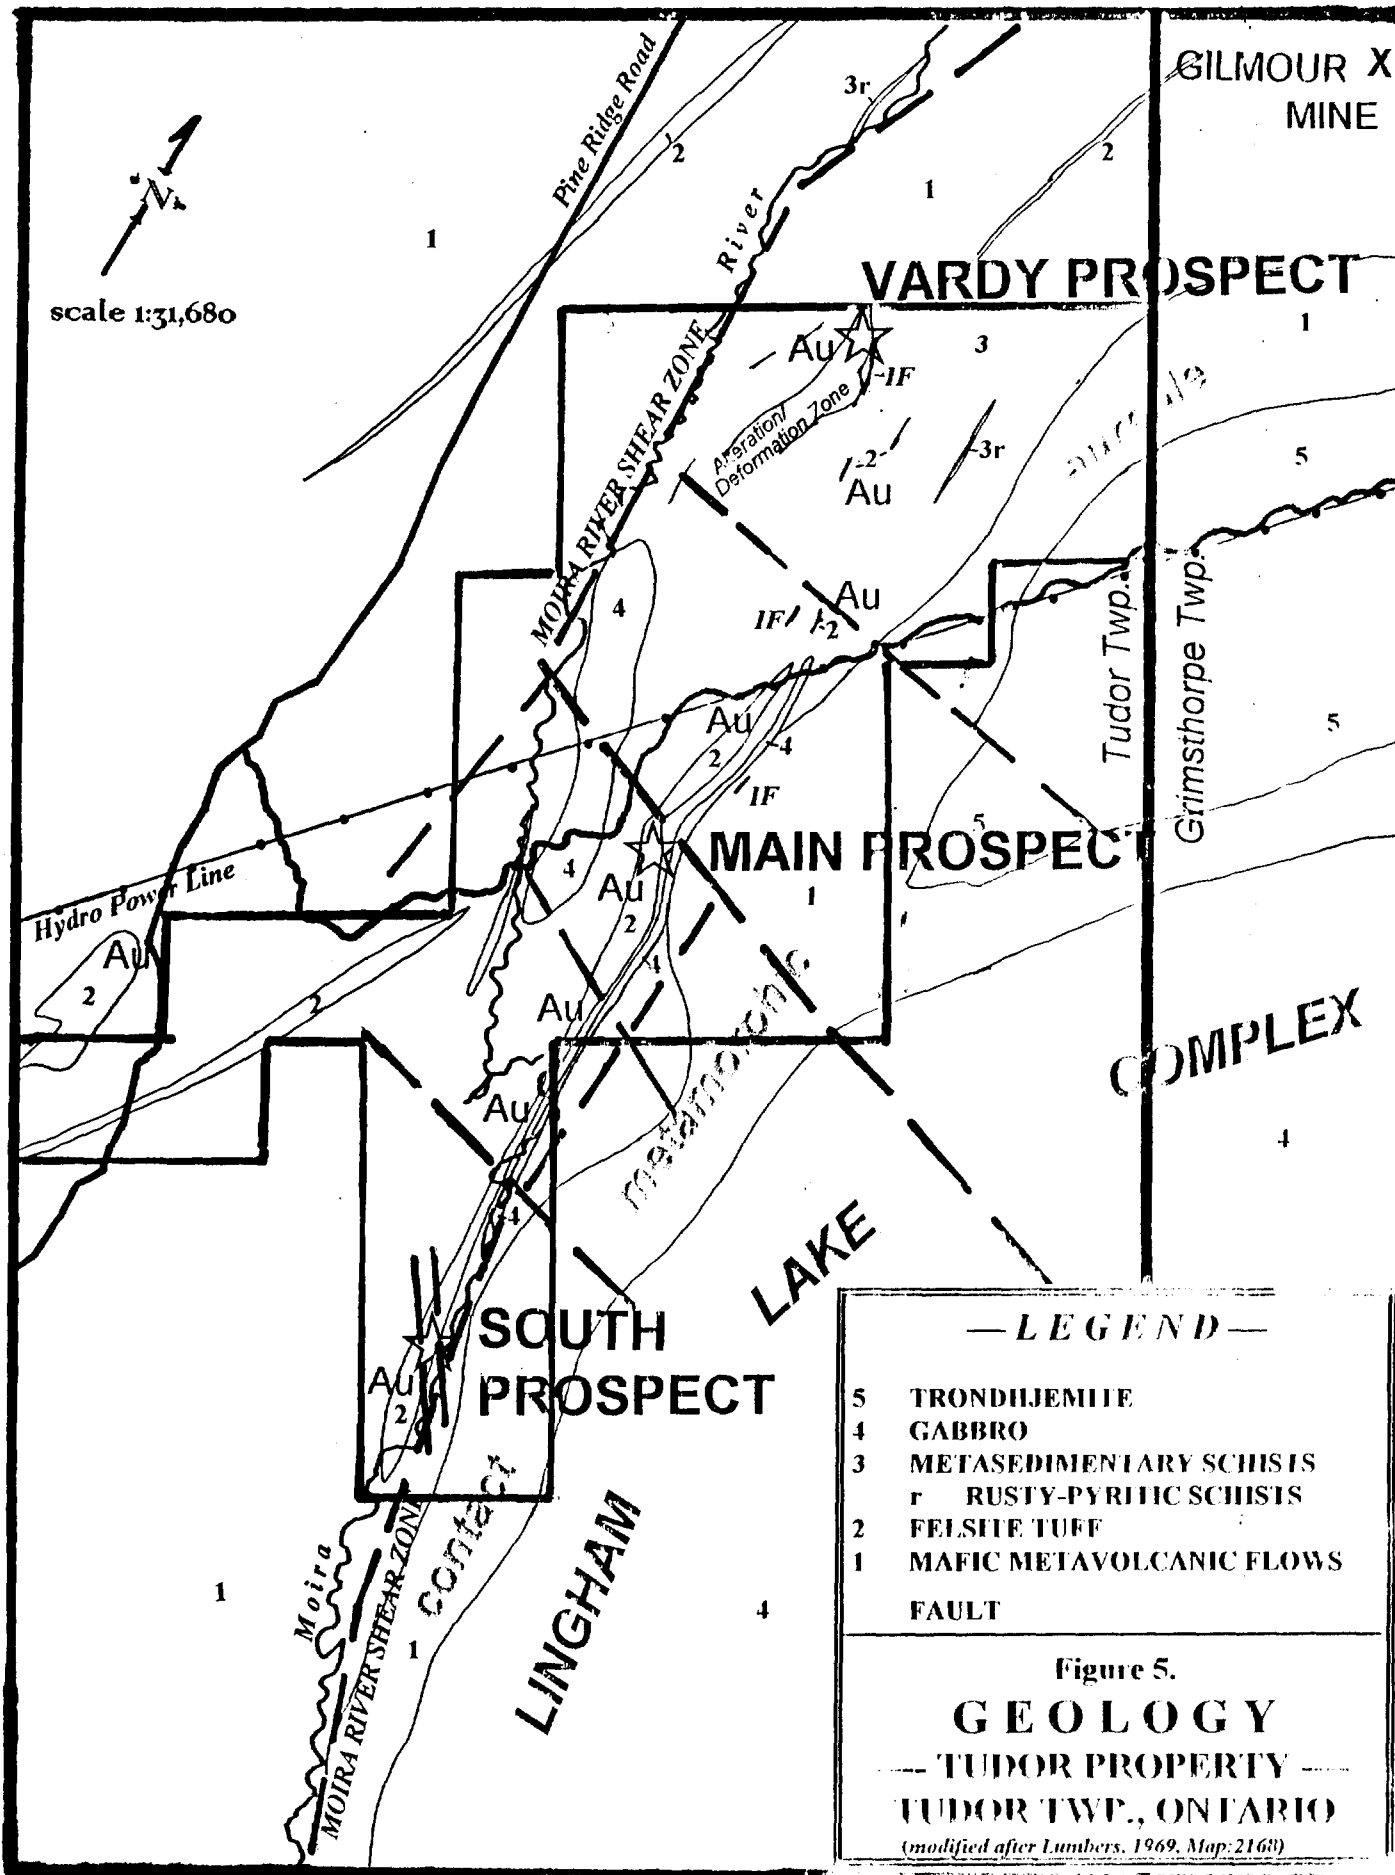 GILMOUR X
MINE
Pine Ridge Road
3r
2
2
1
1
N
River
scale 1:31,680
VARDY PROSPECT
1
Au
3
IF
Alteration/
Deformation Zone
MOIRA RIVER SHEAR ZONE
2
3r
Au
5
4
Au
IF
2
Tudor Twp.
Grimsthorpe Twp.
Au
2
4
5
IF
5
MAIN PROSPECT
4
Au
1
2
Hydro Power Line
Au
2
2
4
Au
metamorphic
COMPLEX
Au
4
4
LAKE
SOUTH
PROSPECT
Au
2
contact
LINGHAM
Moira
MOIRA RIVER SHEAR ZONE
1
1
4
—LEGEND—
5 TRONDHJEMITE
4 GABBRO
3 METASEDIMENTARY SCHISTS
r RUSTY-PYRITIC SCHISTS
2 FELSITE TUFF
1 MAFIC METAVOLCANIC FLOWS
FAULT
Figure 5.
GEOLOGY
--- TUDOR PROPERTY ---
TUDOR TWP., ONTARIO
(modified after Lumbers, 1969, Map:2168)